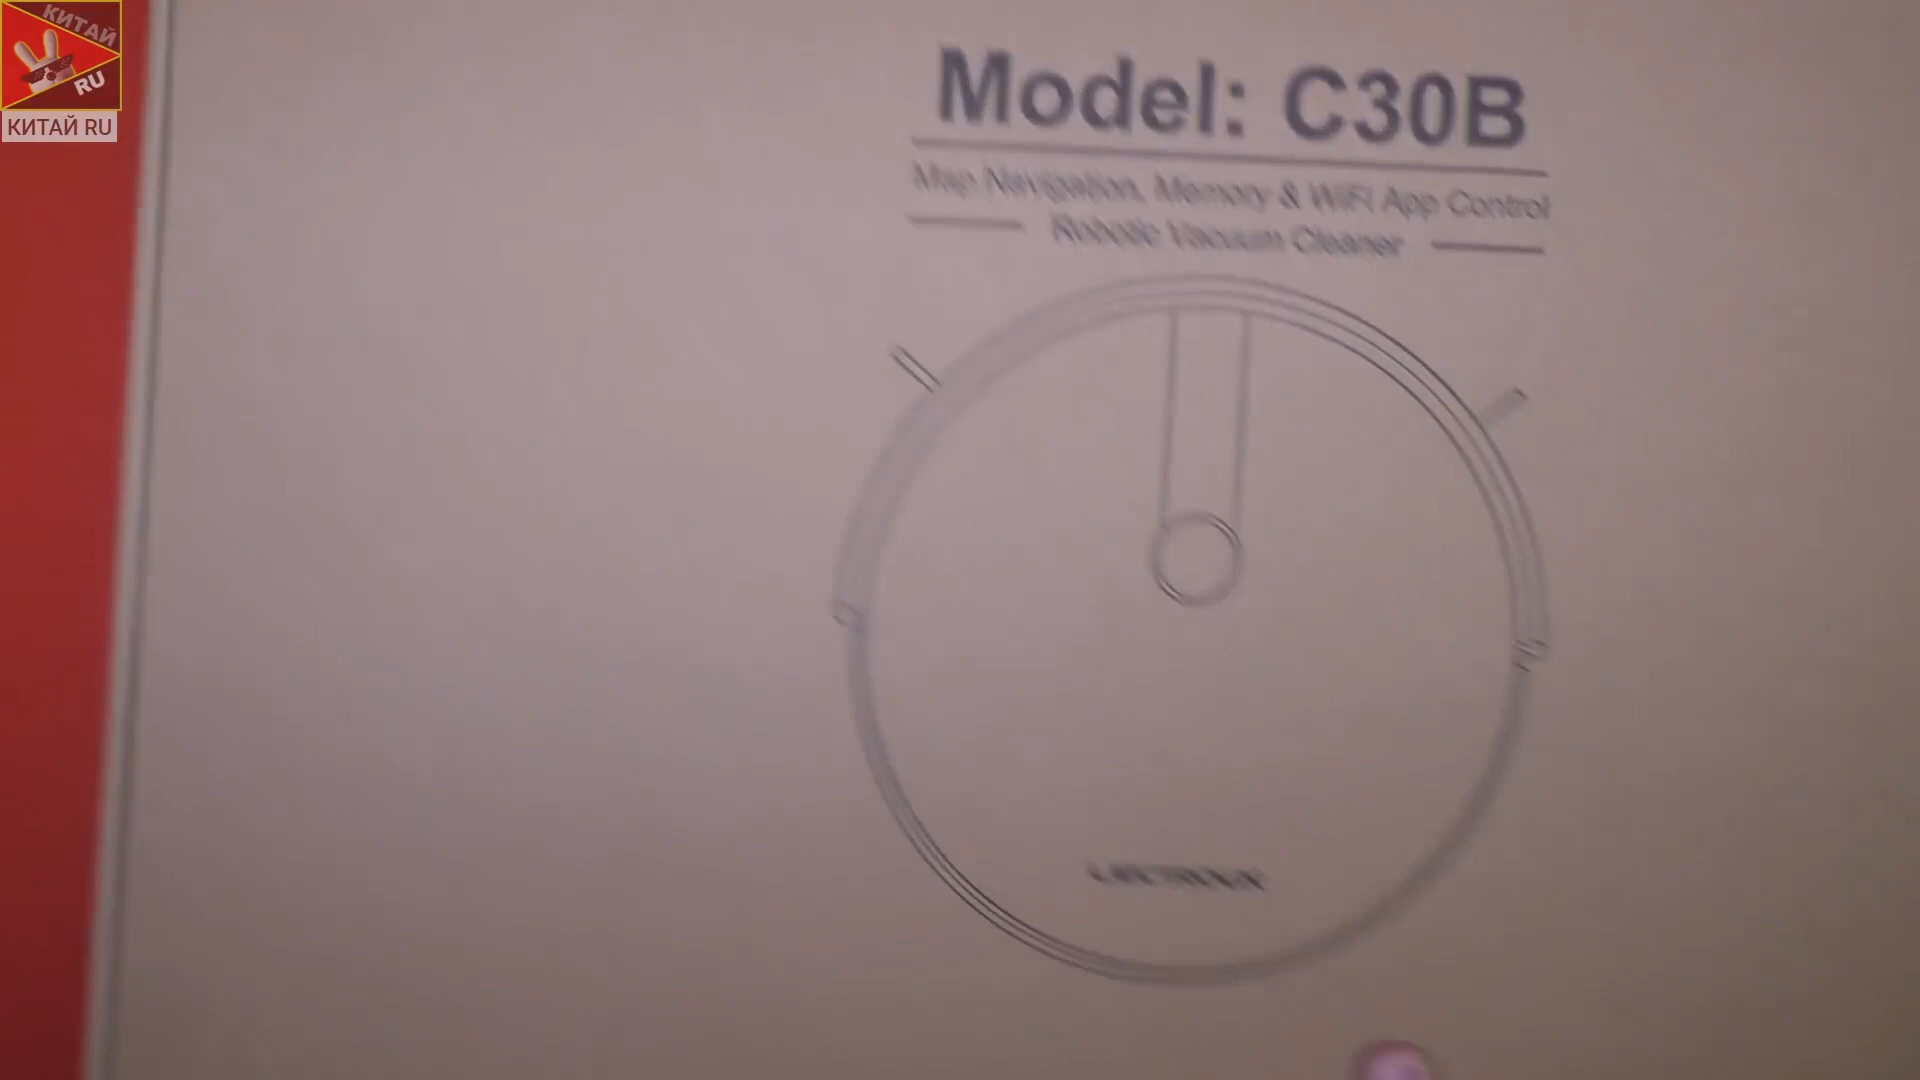 КИТАЙ
RU
КИТАЙ RU
Model: C30B
Map Navigation, Memory & WiFi App Control
Robotic Vacuum Cleaner